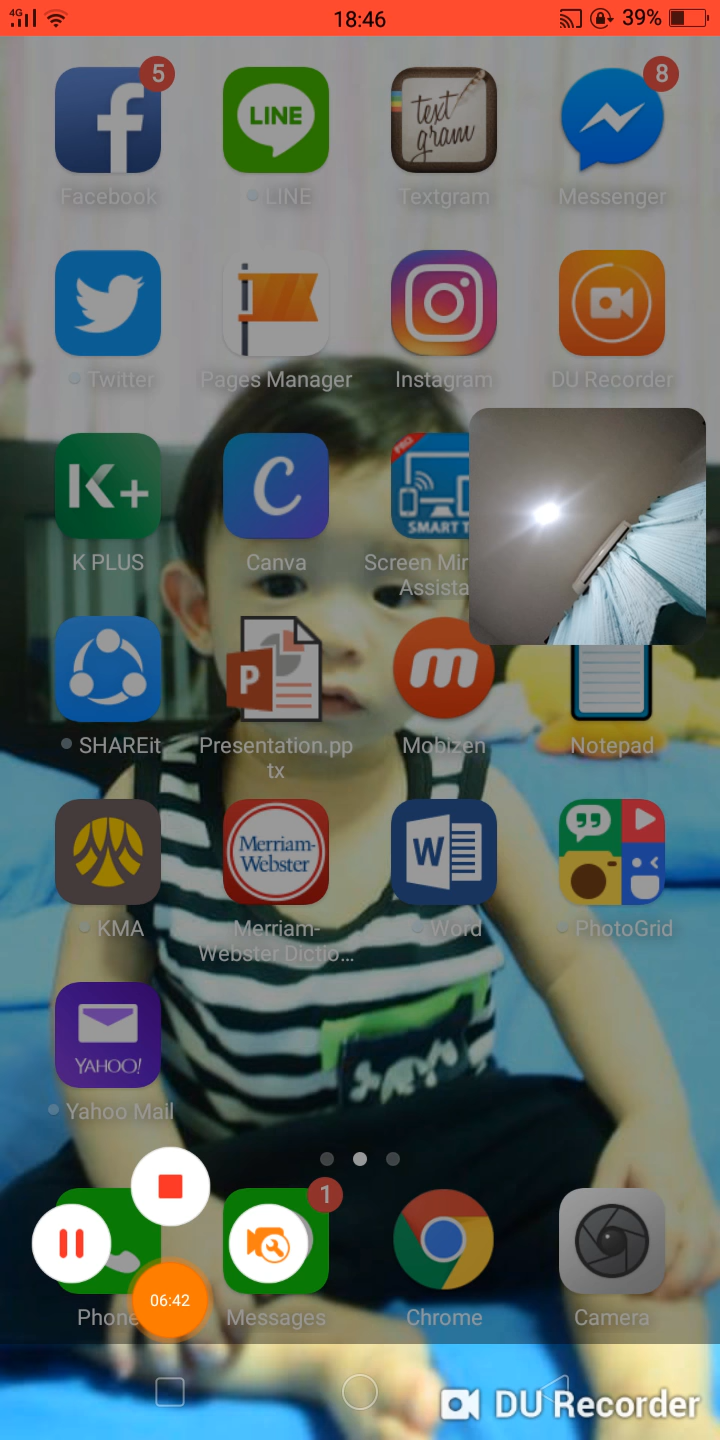 4G
18:46
39%
5
8
LINE
text
gram
Facebook
LINE
Textgram
Messenger
Twitter
Pages Manager
Instagram
DU Recorder
K+
C
PRO
SMART T
K PLUS
Canva
Screen Mir
Assista
P
m
SHAREit
Presentation.pp
tx
Mobizen
Notepad
Merriam-
Webster
W
KMA
Merriam-
Webster Dictio...
Word
PhotoGrid
YAHOO!
Yahoo Mail
1
06:42
Phone
Messages
Chrome
Camera
DU Recorder